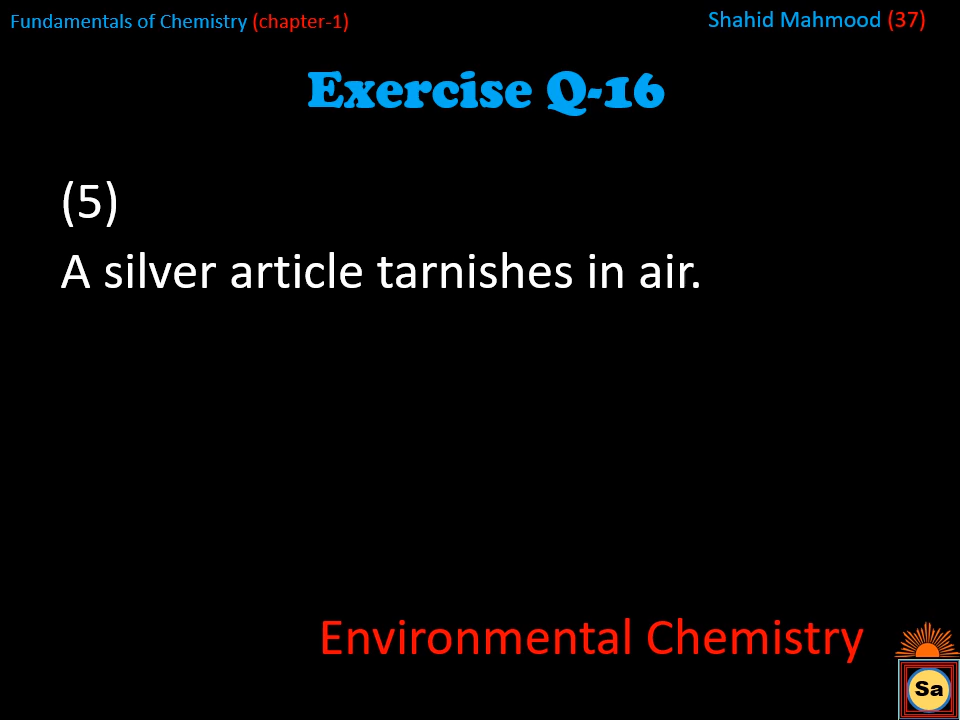 Fundamentals of Chemistry (chapter-1)
Shahid Mahmood (37)
Exercise Q-16
(5)
A silver article tarnishes in air.
Environmental Chemistry
Sa